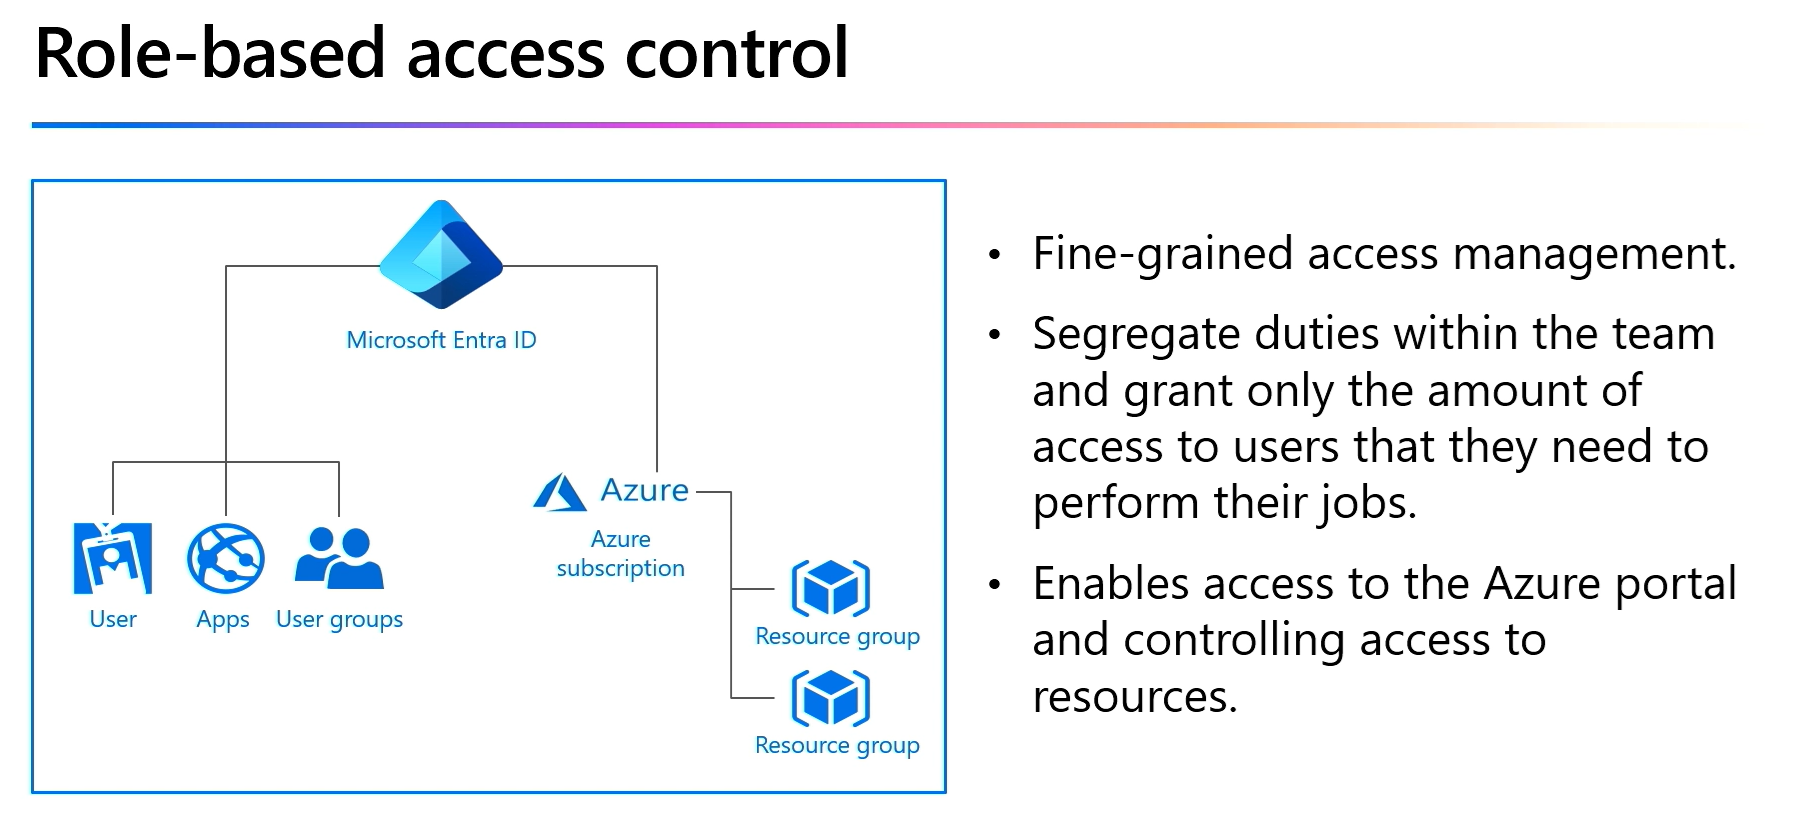 Role-based access control
Microsoft Entra ID
User
Apps
User groups
Azure
Azure
subscription
Resource group
Resource group
• Fine-grained access management.
• Segregate duties within the team
and grant only the amount of
access to users that they need to
perform their jobs.
• Enables access to the Azure portal
and controlling access to
resources.